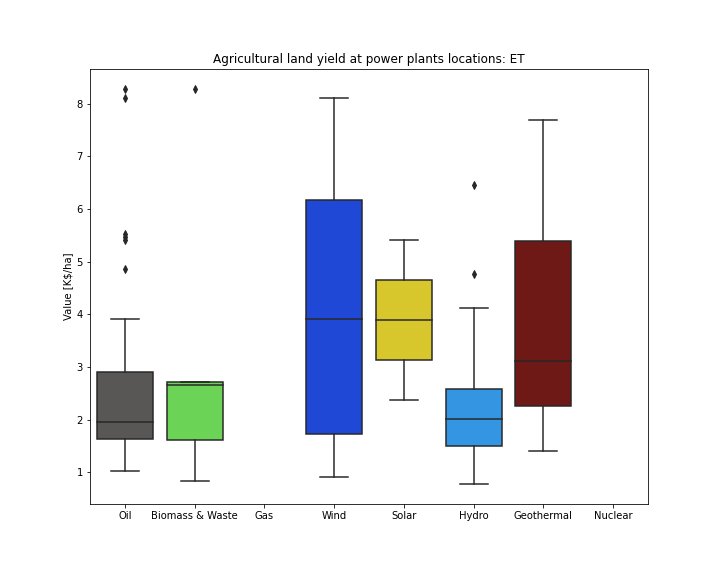 Agricultural land yield at power plants locations: ET
Value [K$/ha]
8
7
6
5
4
3
2
1
Oil
Biomass & Waste
Gas
Wind
Solar
Hydro
Geothermal
Nuclear